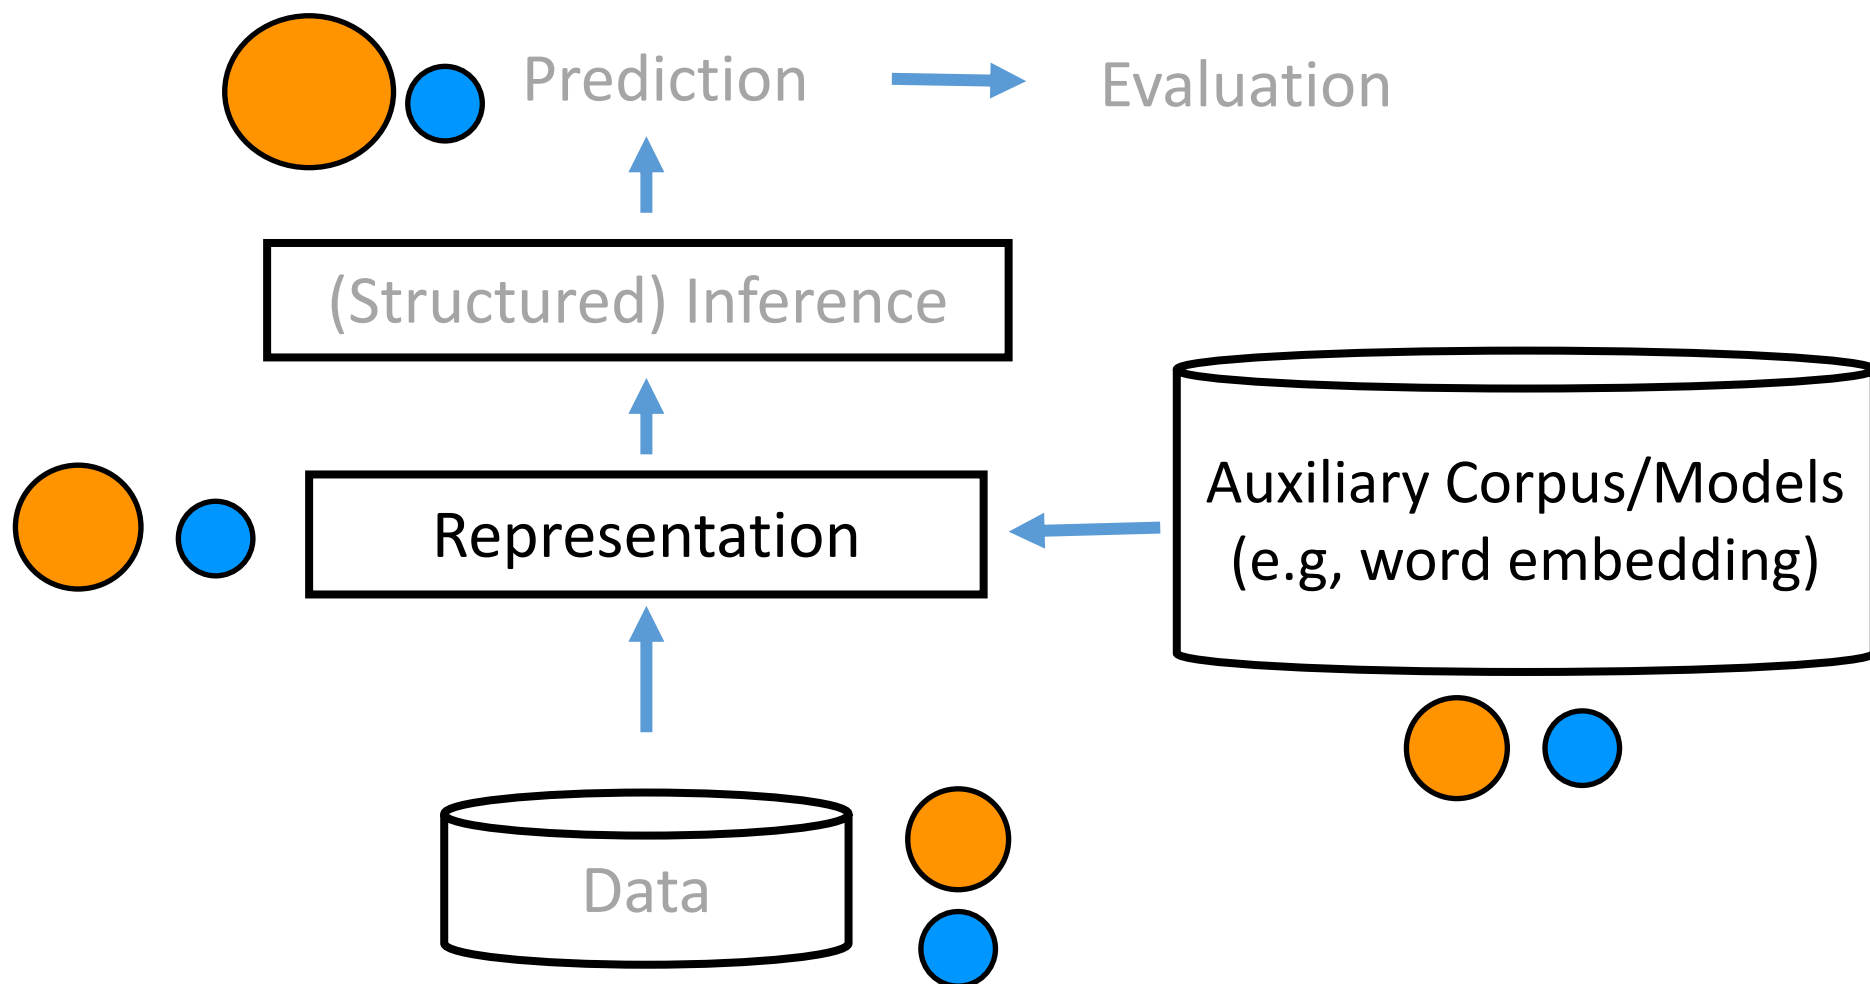 Prediction
Evaluation
(Structured) Inference
Auxiliary Corpus/Models
(e.g, word embedding)
Representation
Data